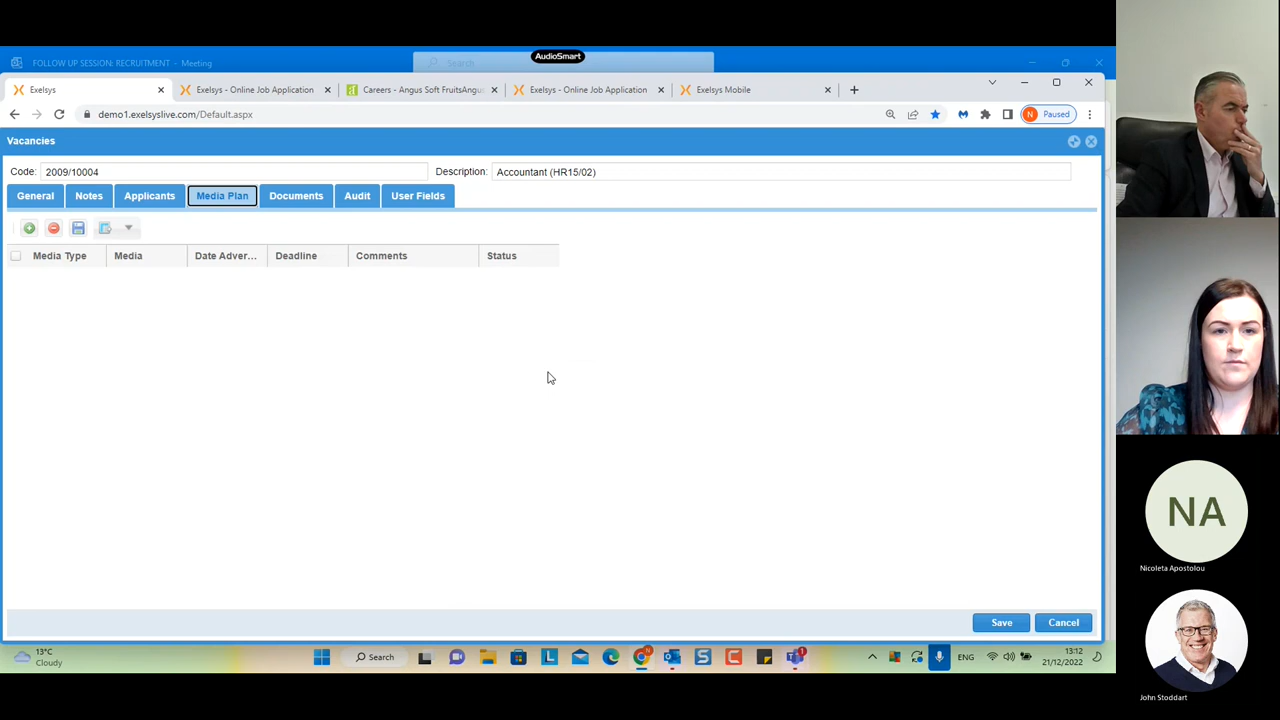 AudioSmart
FOLLOW UP SESSION: RECRUITMENT - Meeting
Search
Exelsys
Exelsys - Online Job Application
Careers - Angus Soft FruitsAngu
Exelsys - Online Job Application
Exelsys Mobile
demo1.exelsyslive.com/Default.aspx
N Paused
Vacancies
Code: 2009/10004 Description: Accountant (HR15/02)
General Notes Applicants Media Plan Documents Audit User Fields
Media Type Media Date Adver... Deadline Comments Status
NA
Nicoleta Apostolou
Save Cancel
13°C
Cloudy
Search
ENG
13:12
21/12/2022
John Stoddart